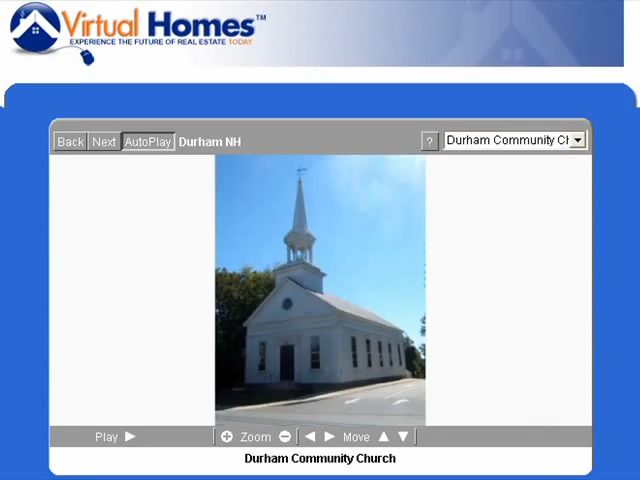 Virtual Homes™
EXPERIENCE THE FUTURE OF REAL ESTATE TODAY
Back Next AutoPlay Durham NH ? Durham Community Ch
Play Zoom Move
Durham Community Church